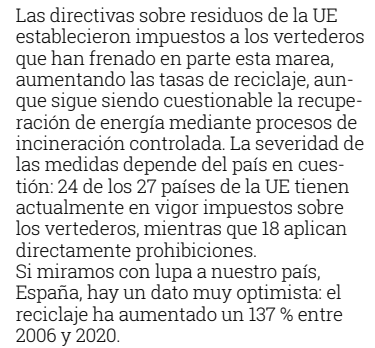 Las directivas sobre residuos de la UE
establecieron impuestos a los vertederos
que han frenado en parte esta marea,
aumentando las tasas de reciclaje, aun-
que sigue siendo cuestionable la recupe-
ración de energía mediante procesos de
incineración controlada. La severidad de
las medidas depende del país en cues-
tión: 24 de los 27 países de la UE tienen
actualmente en vigor impuestos sobre
los vertederos, mientras que 18 aplican
directamente prohibiciones.
Si miramos con lupa a nuestro país,
España, hay un dato muy optimista: el
reciclaje ha aumentado un 137 % entre
2006 y 2020.